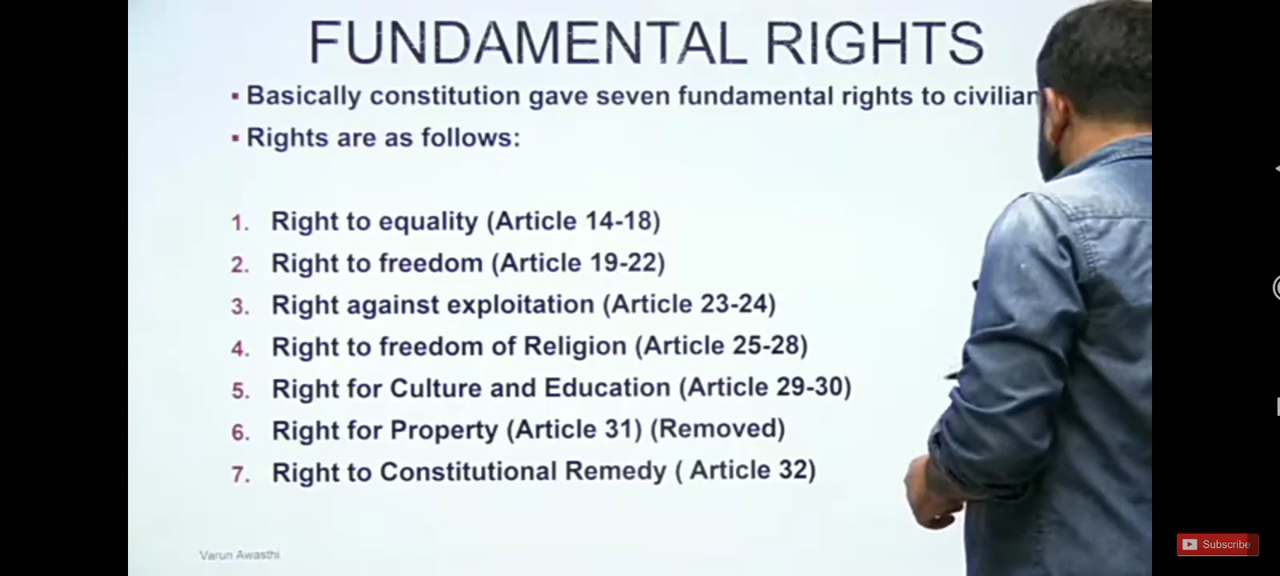 FUNDAMENTAL RIGHTS
▪ Basically constitution gave seven fundamental rights to civilian
▪ Rights are as follows:
1. Right to equality (Article 14-18)
2. Right to freedom (Article 19-22)
3. Right against exploitation (Article 23-24)
4. Right to freedom of Religion (Article 25-28)
5. Right for Culture and Education (Article 29-30)
6. Right for Property (Article 31) (Removed)
7. Right to Constitutional Remedy ( Article 32)
Varun Awasthi
Subscribe